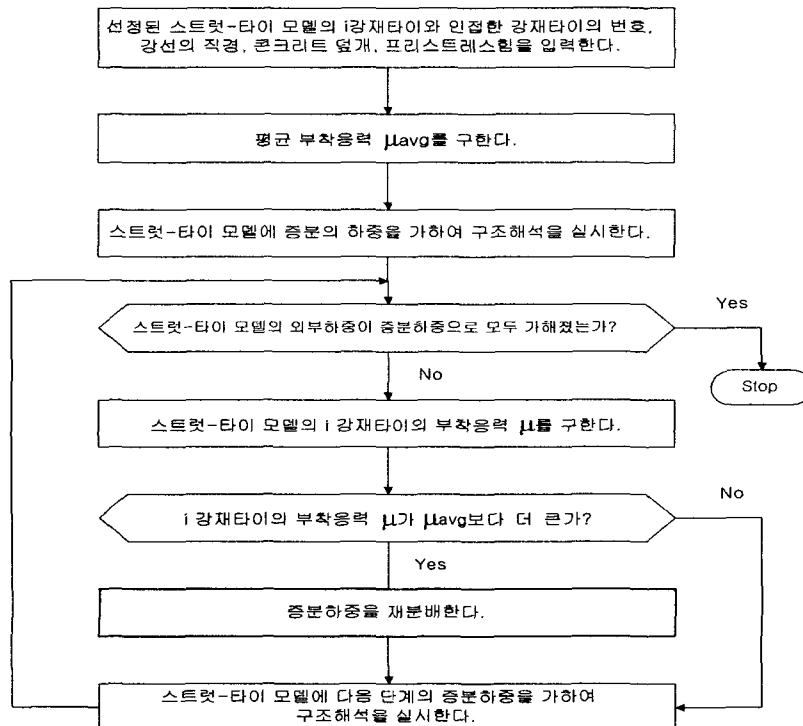 선정된 스트럿-타이 모델의 i강재타이와 인접한 강재타이의 번호,
강선의 직경, 콘크리트 덮개, 프리스트레스힘을 입력한다.
평균 부착응력 μavg를 구한다.
스트럿-타이 모델에 증분의 하중을 가하여 구조해석을 실시한다.
스트럿-타이 모델의 외부하중이 증분하중으로 모두 가해졌는가?
Yes
Stop
No
스트럿-타이 모델의 i 강재타이의 부착응력 μ를 구한다.
i 강재타이의 부착응력 μ가 μavg보다 더 큰가?
No
Yes
증분하중을 재분배한다.
스트럿-타이 모델에 다음 단계의 증분하중을 가하여
구조해석을 실시한다.